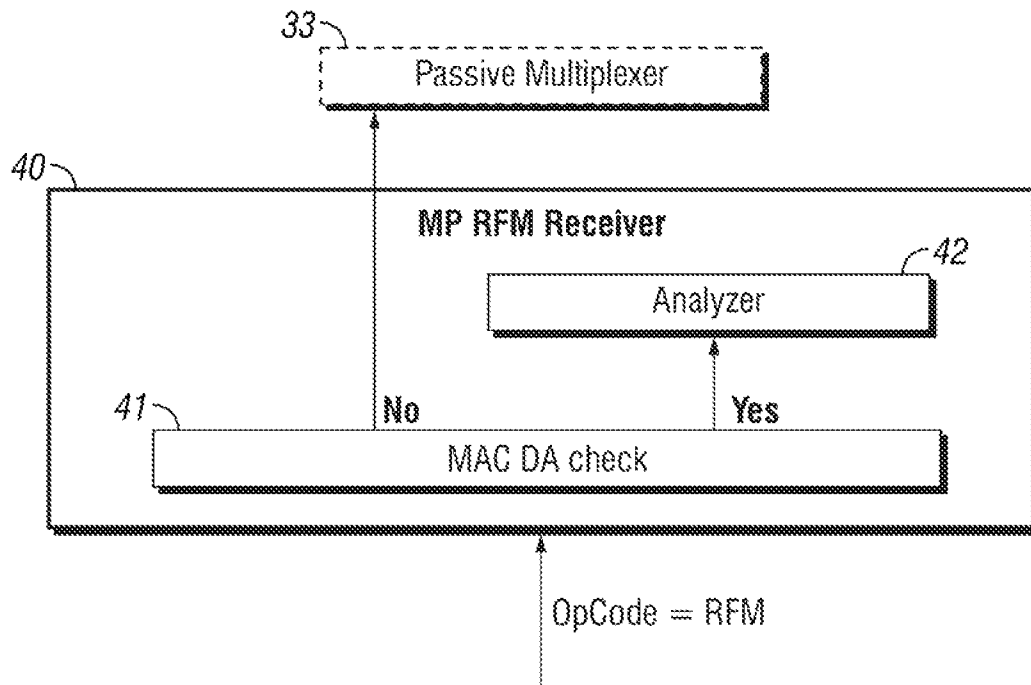 33
Passive Multiplexer
40
MP RFM Receiver
42
Analyzer
41
No
Yes
MAC DA check
OpCode = RFM